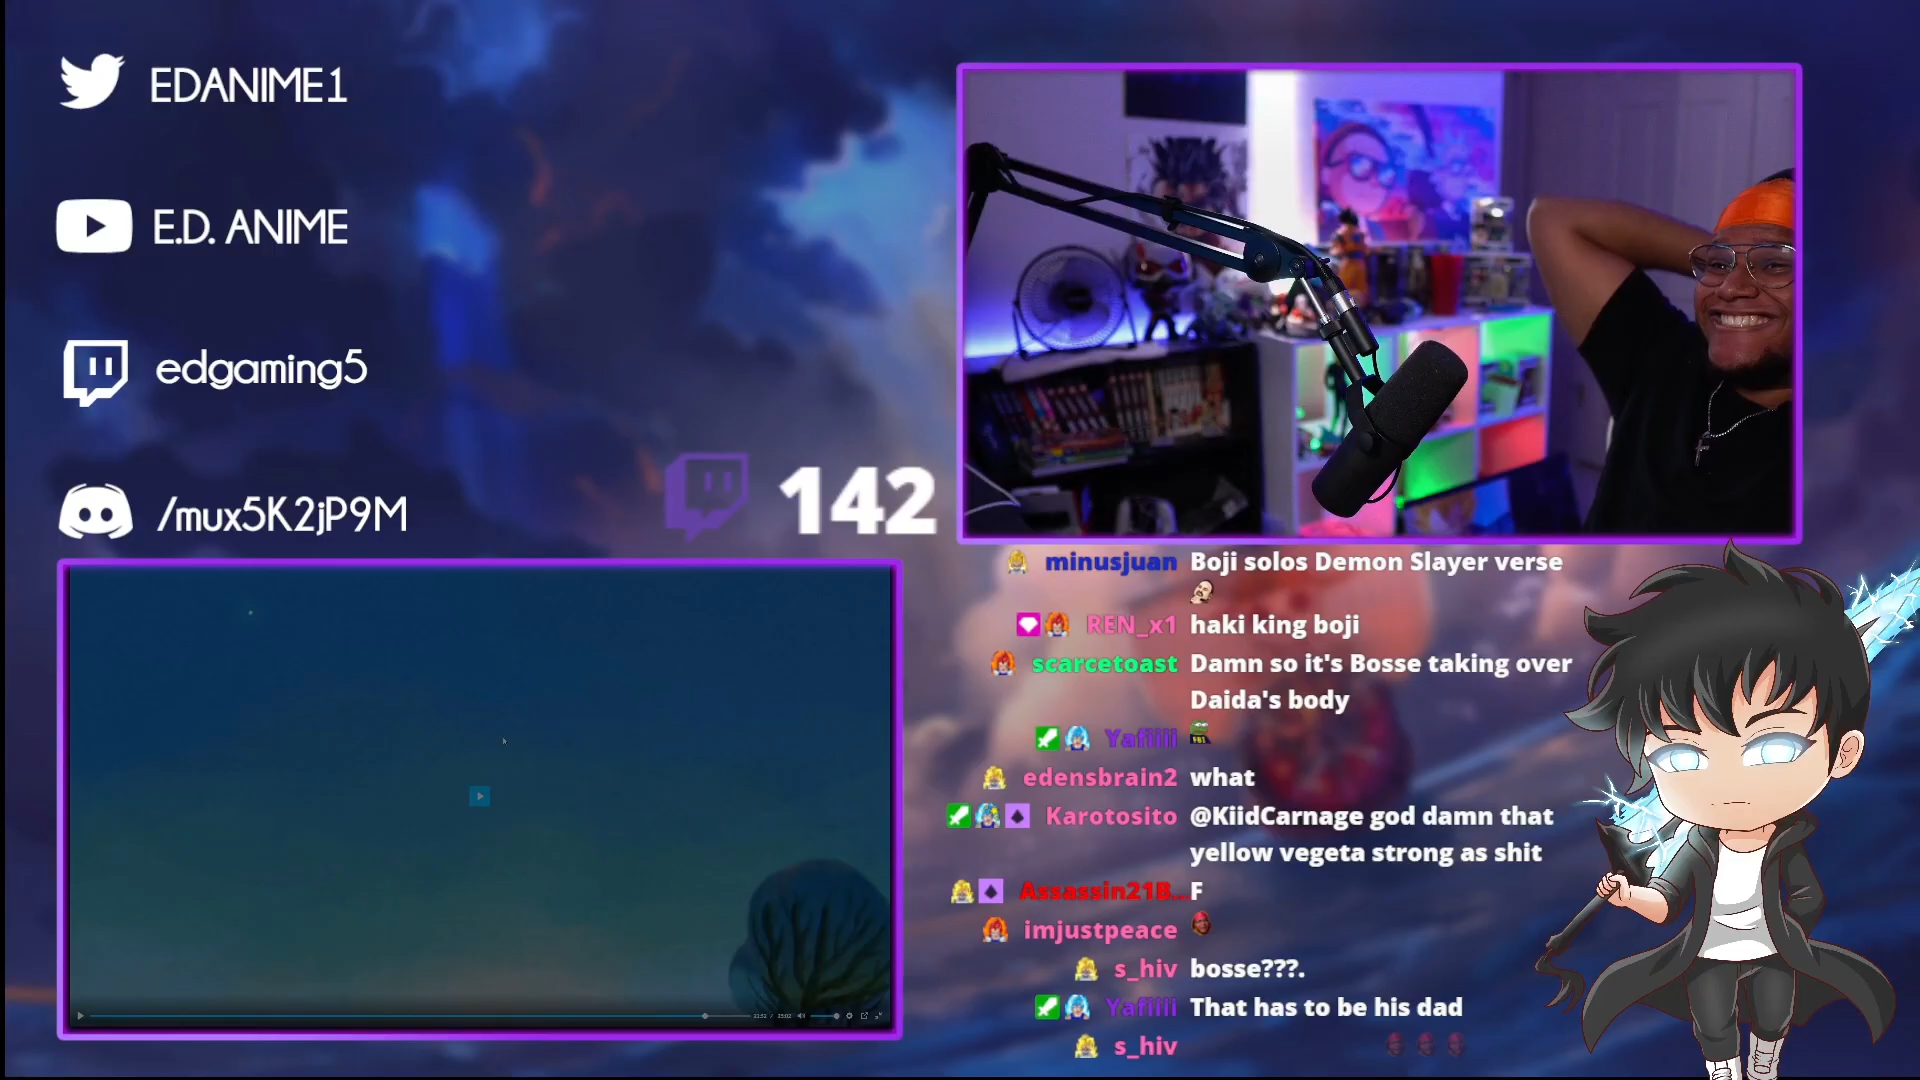 EDANIME1
E.D. ANIME
edgaming5
/mux5K2jP9M
142
minusjuan Boji solos Demon Slayer verse
REN_x1 haki king boji
scarcetoast Damn so it's Bosse taking over
Daida's body
Yafiiii
edensbrain2 what
Karotosito @KiidCarnage god damn that
yellow vegeta strong as shit
Assassin21B... F
imjustpeace
s_hiv bosse???.
Yafiiii That has to be his dad
s_hiv